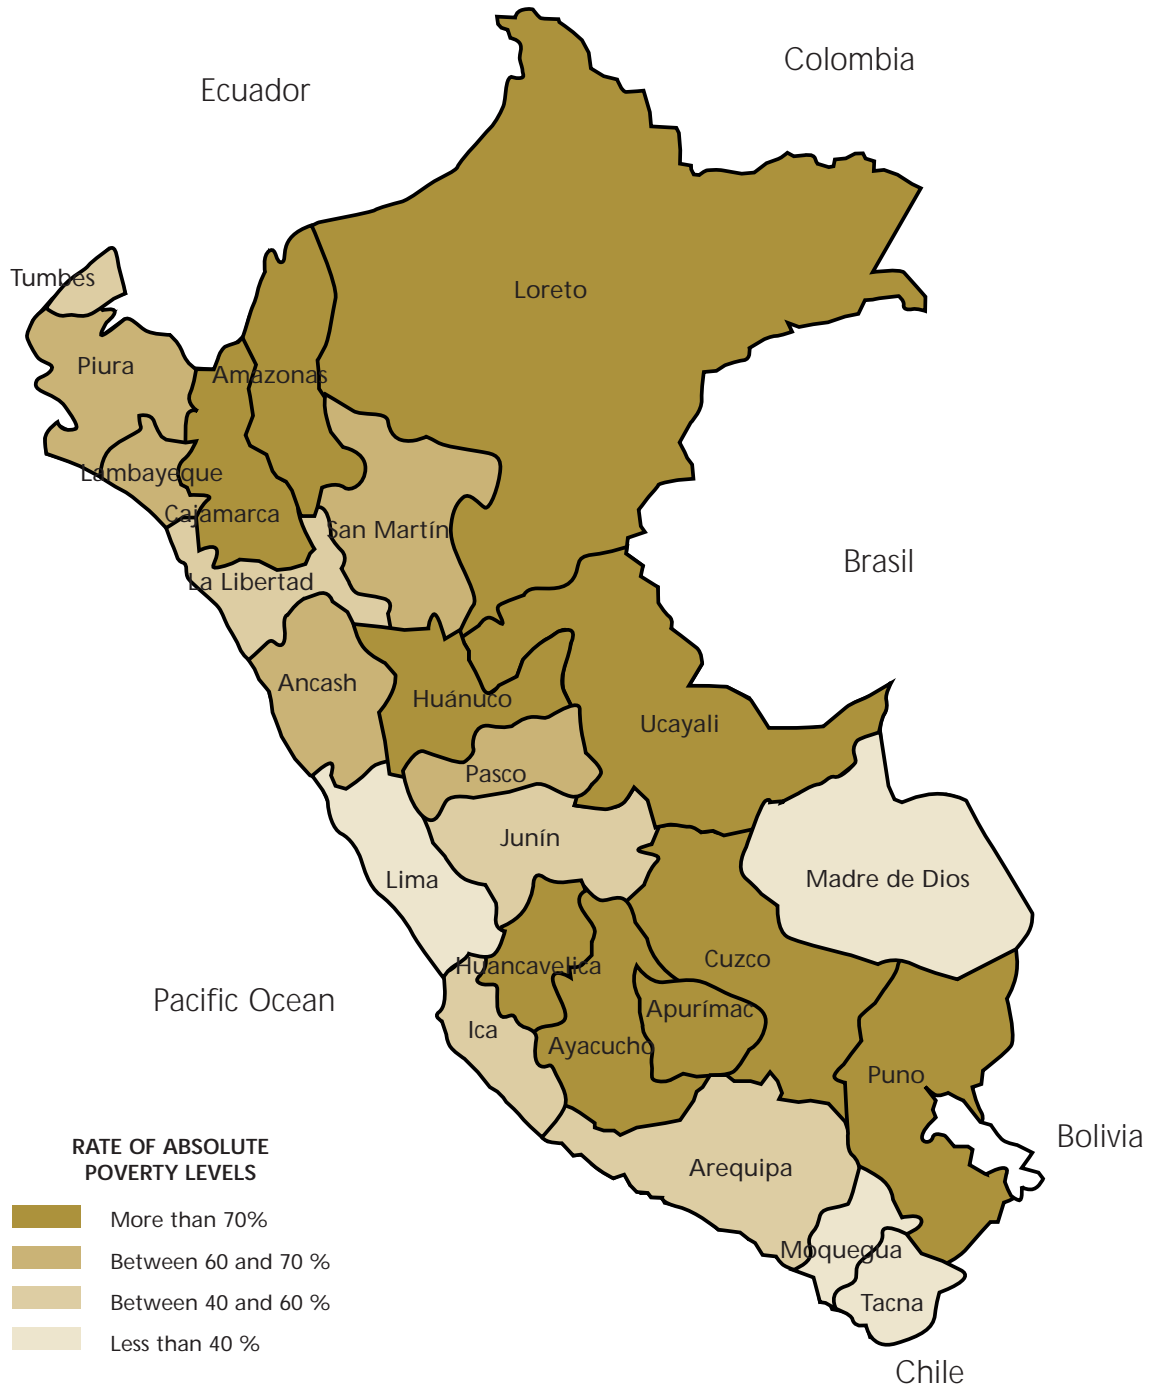 Colombia
Ecuador
Tumbes
Loreto
Piura
Amazonas
Lambayeque
Cajamarca
San Martín
Brasil
La Libertad
Ancash
Huánuco
Ucayali
Pasco
Junín
Lima
Madre de Dios
Cuzco
Huancavelica
Pacific Ocean
Apurímac
Ica
Ayacucho
Puno
Bolivia
RATE OF ABSOLUTE
POVERTY LEVELS
Arequipa
More than 70%
Moquegua
Between 60 and 70 %
Between 40 and 60 %
Tacna
Less than 40 %
Chile